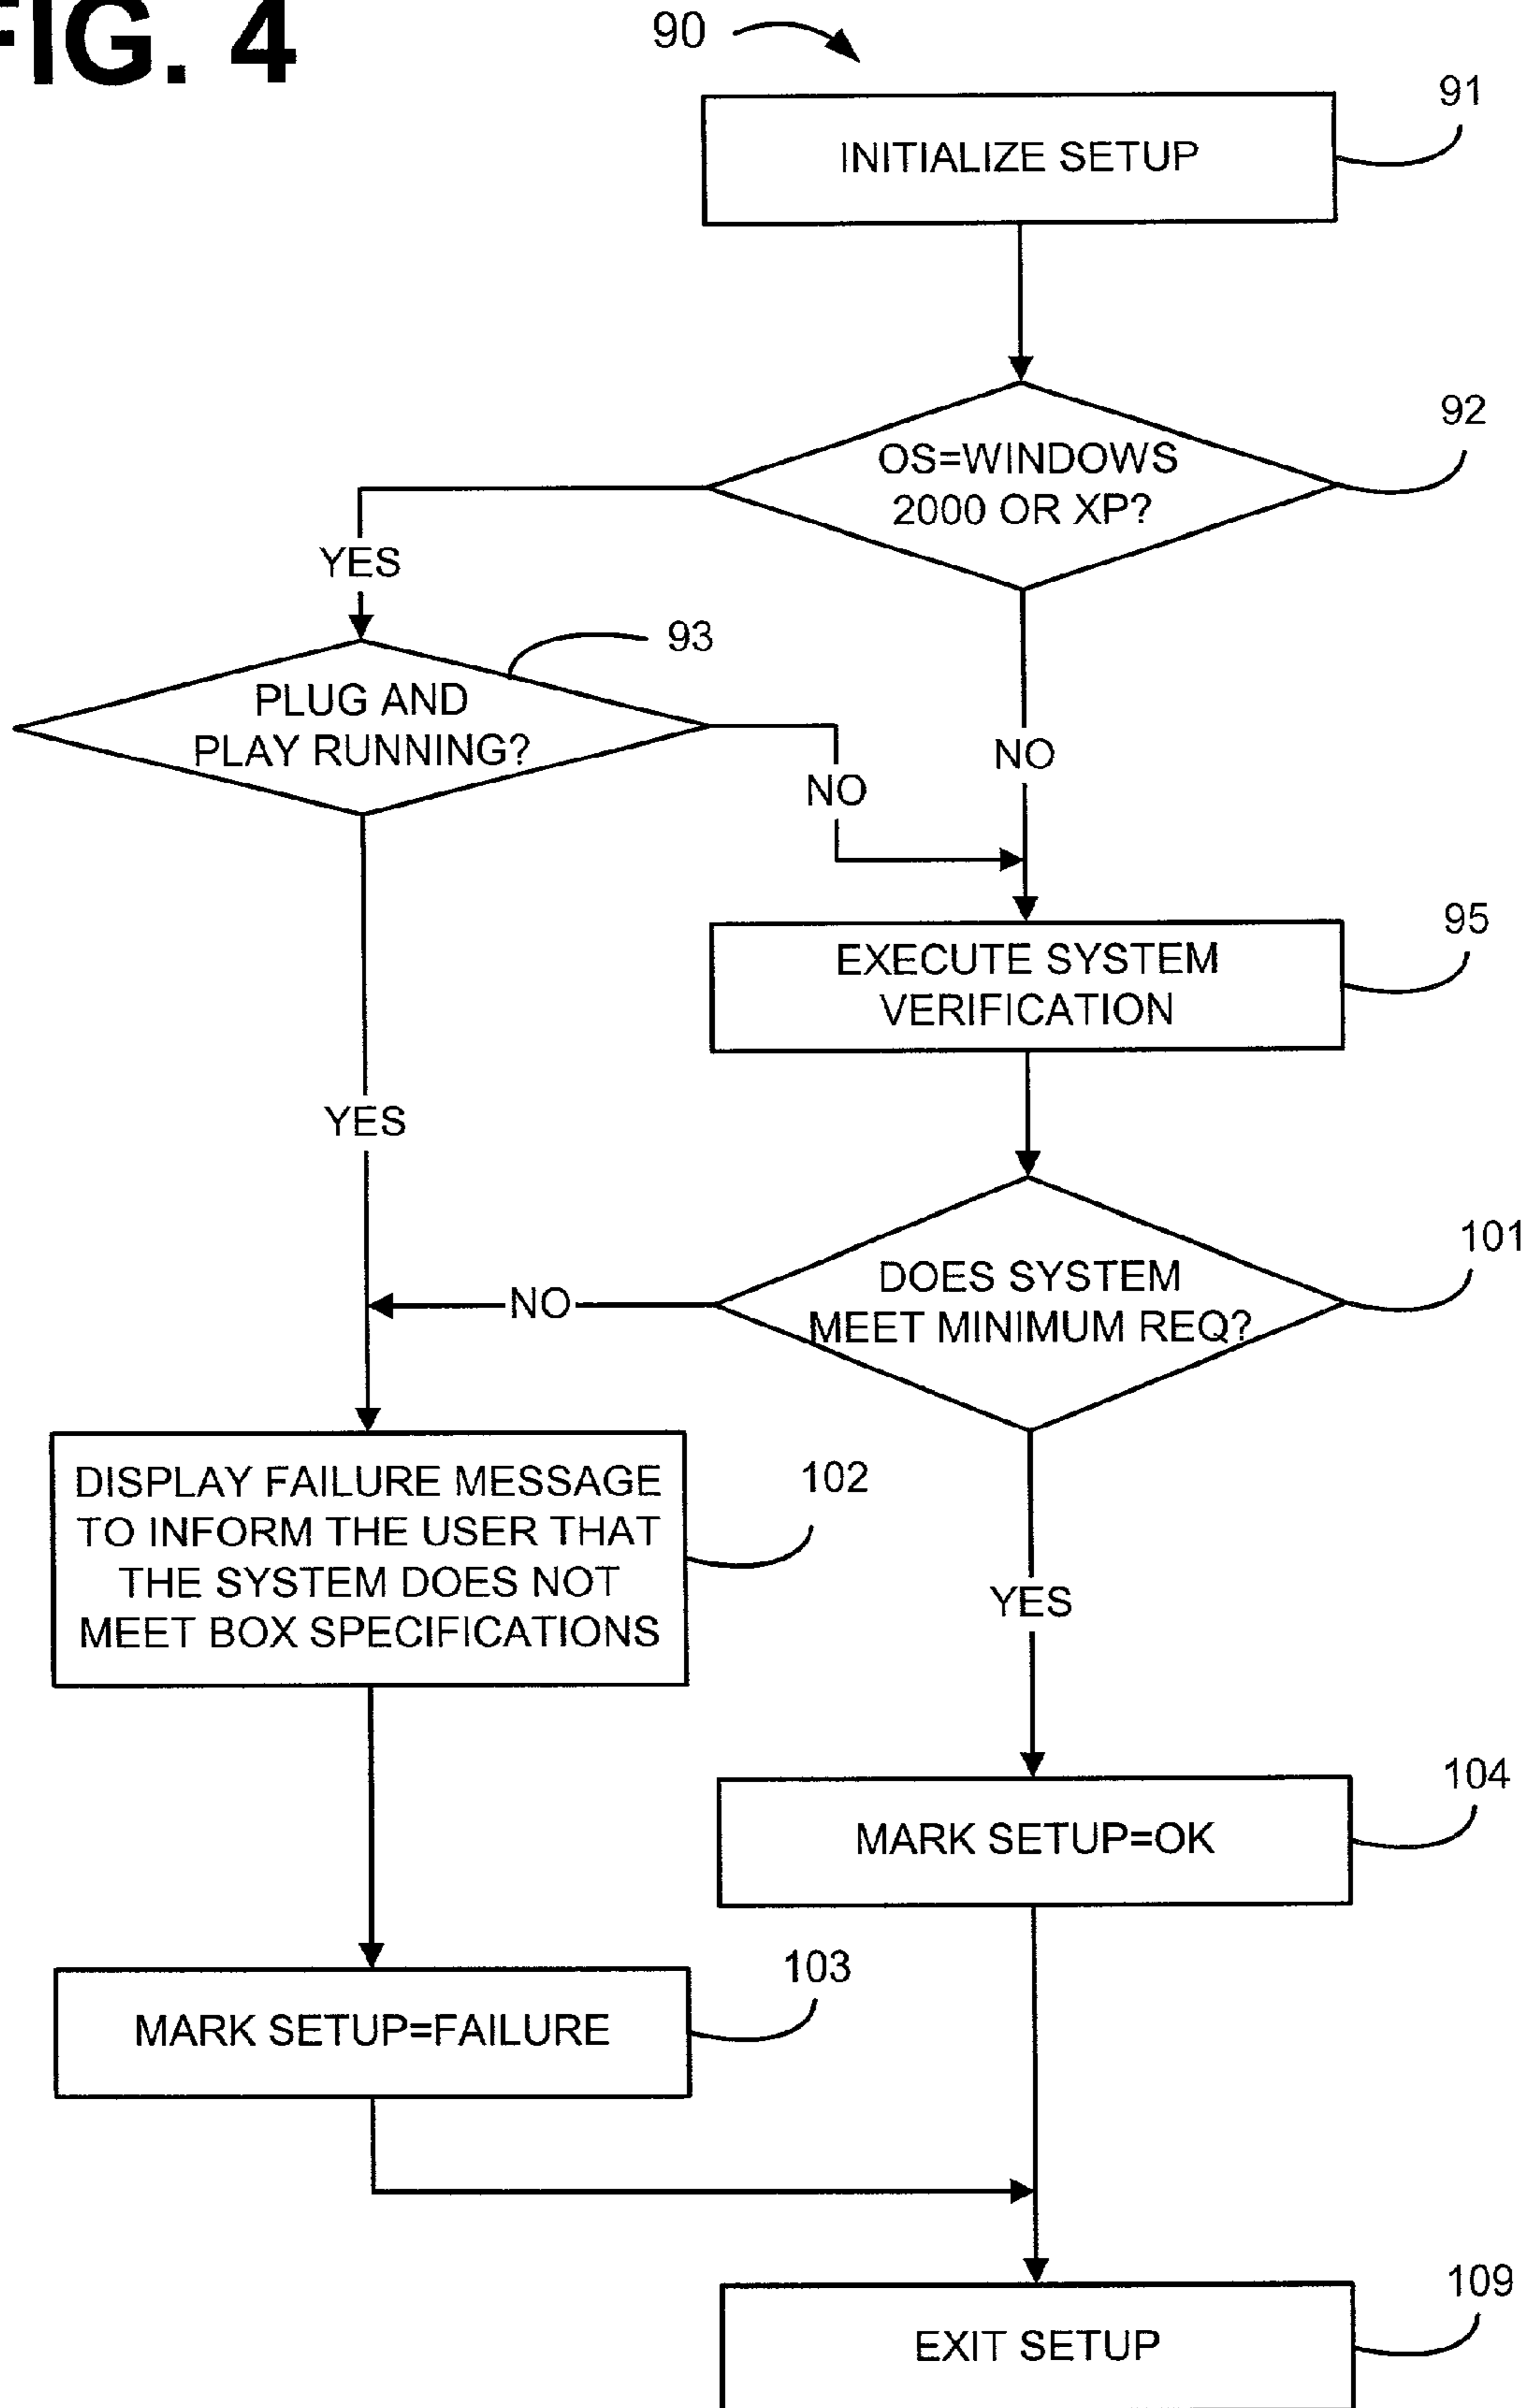 FIG. 4
90
91
INITIALIZE SETUP
92
OS=WINDOWS
2000 OR XP?
YES
93
PLUG AND
PLAY RUNNING?
NO
NO
95
EXECUTE SYSTEM
VERIFICATION
YES
101
DOES SYSTEM
MEET MINIMUM REQ?
NO
102
DISPLAY FAILURE MESSAGE
TO INFORM THE USER THAT
THE SYSTEM DOES NOT
MEET BOX SPECIFICATIONS
YES
104
MARK SETUP=OK
103
MARK SETUP=FAILURE
109
EXIT SETUP